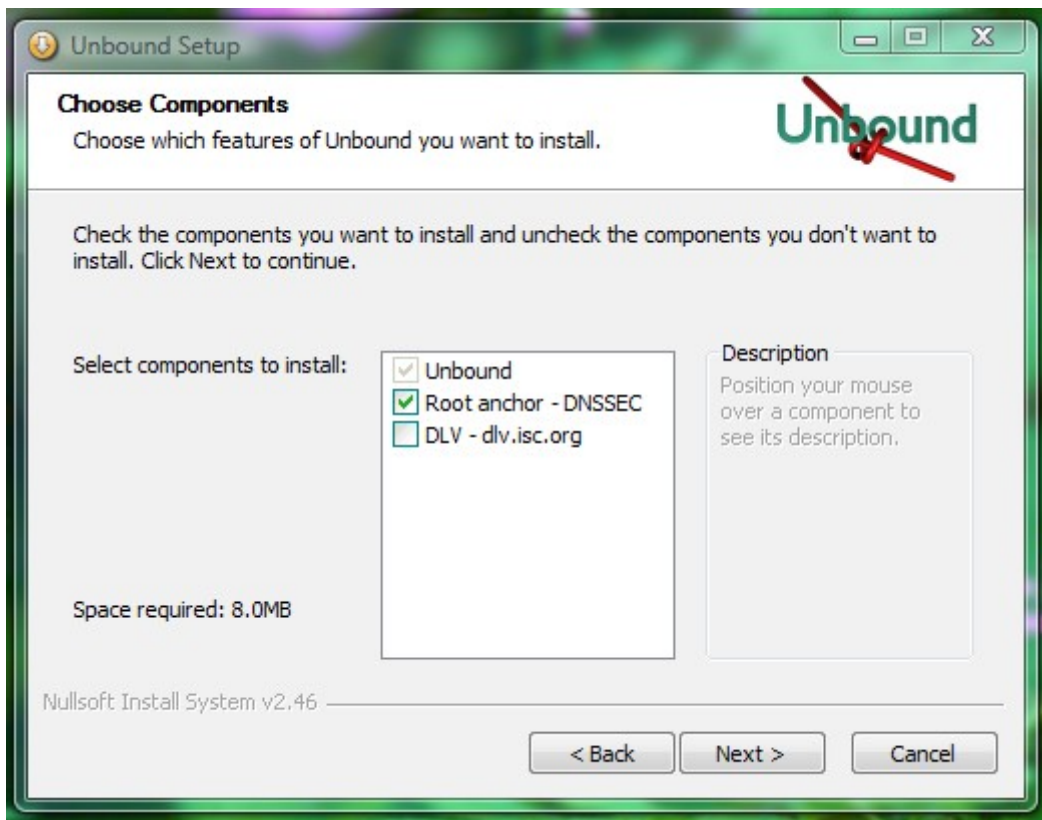 Unbound Setup
Choose Components
Choose which features of Unbound you want to install.
Unbound
Check the components you want to install and uncheck the components you don't want to
install. Click Next to continue.
Select components to install:
Unbound
Root anchor - DNSSEC
DLV - dlv.isc.org
Description
Position your mouse
over a component to
see its description.
Space required: 8.0MB
Nullsoft Install System v2.46
< Back
Next >
Cancel